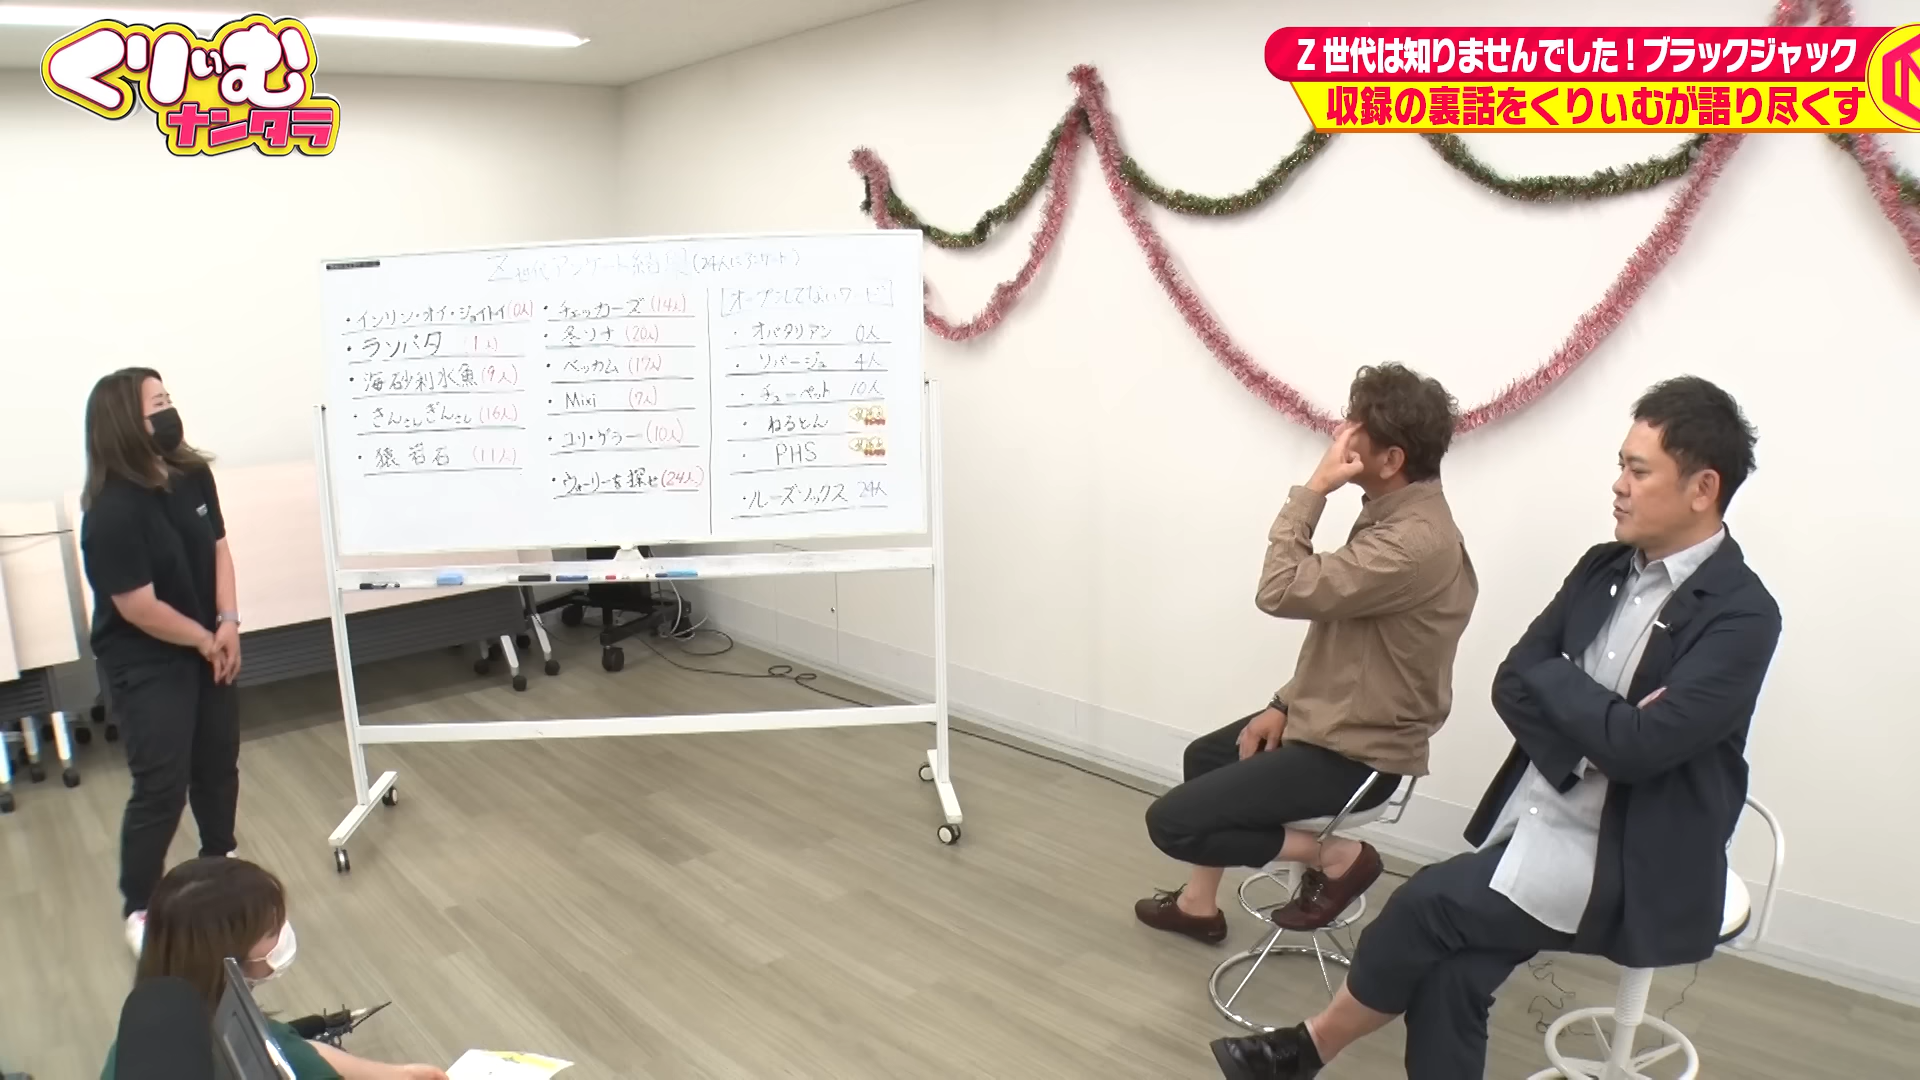 くりぃむ
ナンタラ
Z世代は知りませんでした！ブラックジャック
収録の裏話をくりぃむが語り尽くす
Z世代アンケート結果(24人にアンケート)
・インリン・オブ・ジョイトイ(0人)
・ランバダ (1人)
・海砂利水魚(9人)
・きんさんぎんさん(16人)
・猿岩石 (11人)
・チェッカーズ(14人)
・冬ソナ (20人)
・ベッカム(17人)
・Mixi (7人)
・ユリ・ゲラー(10人)
・ウォーリーを探せ(24人)
[オープンしてないワード]
・オバタリアン 0人
・リバージュ 4人
・チューペット 10人
・ねるとん
・PHS
・ルーズソックス 24人